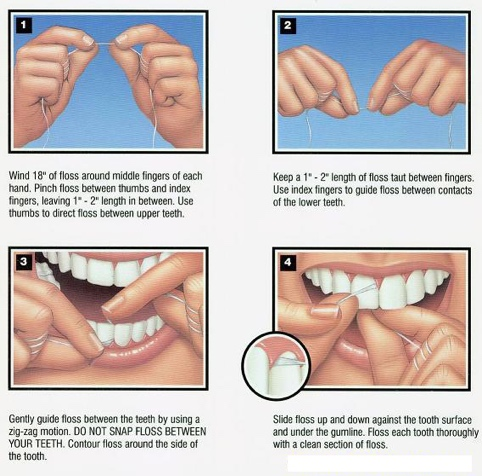 1
Wind 18" of floss around middle fingers of each
hand. Pinch floss between thumbs and index
fingers, leaving 1" - 2" length in between. Use
thumbs to direct floss between upper teeth.
2
Keep a 1" - 2" length of floss taut between fingers.
Use index fingers to guide floss between contacts
of the lower teeth.
3
Gently guide floss between the teeth by using a
zig-zag motion. DO NOT SNAP FLOSS BETWEEN
YOUR TEETH. Contour floss around the side of
the tooth.
4
Slide floss up and down against the tooth surface
and under the gumline. Floss each tooth thoroughly
with a clean section of floss.